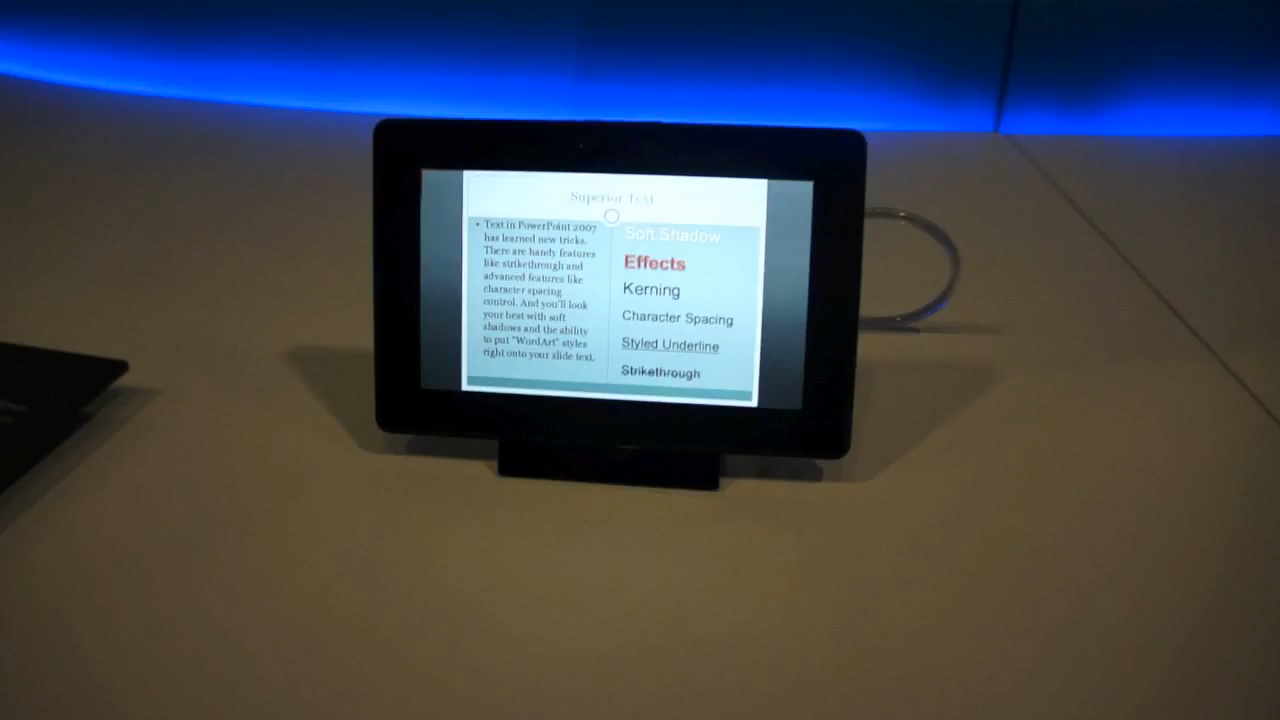 Superior Text
• Text in PowerPoint 2007
has learned new tricks.
There are handy features
like strikethrough and
advanced features like
character spacing
control. And you'll look
your best with soft
shadows and the ability
to put "WordArt" styles
right onto your slide text.
Soft Shadow
Effects
Kerning
Character Spacing
Styled Underline
Strikethrough